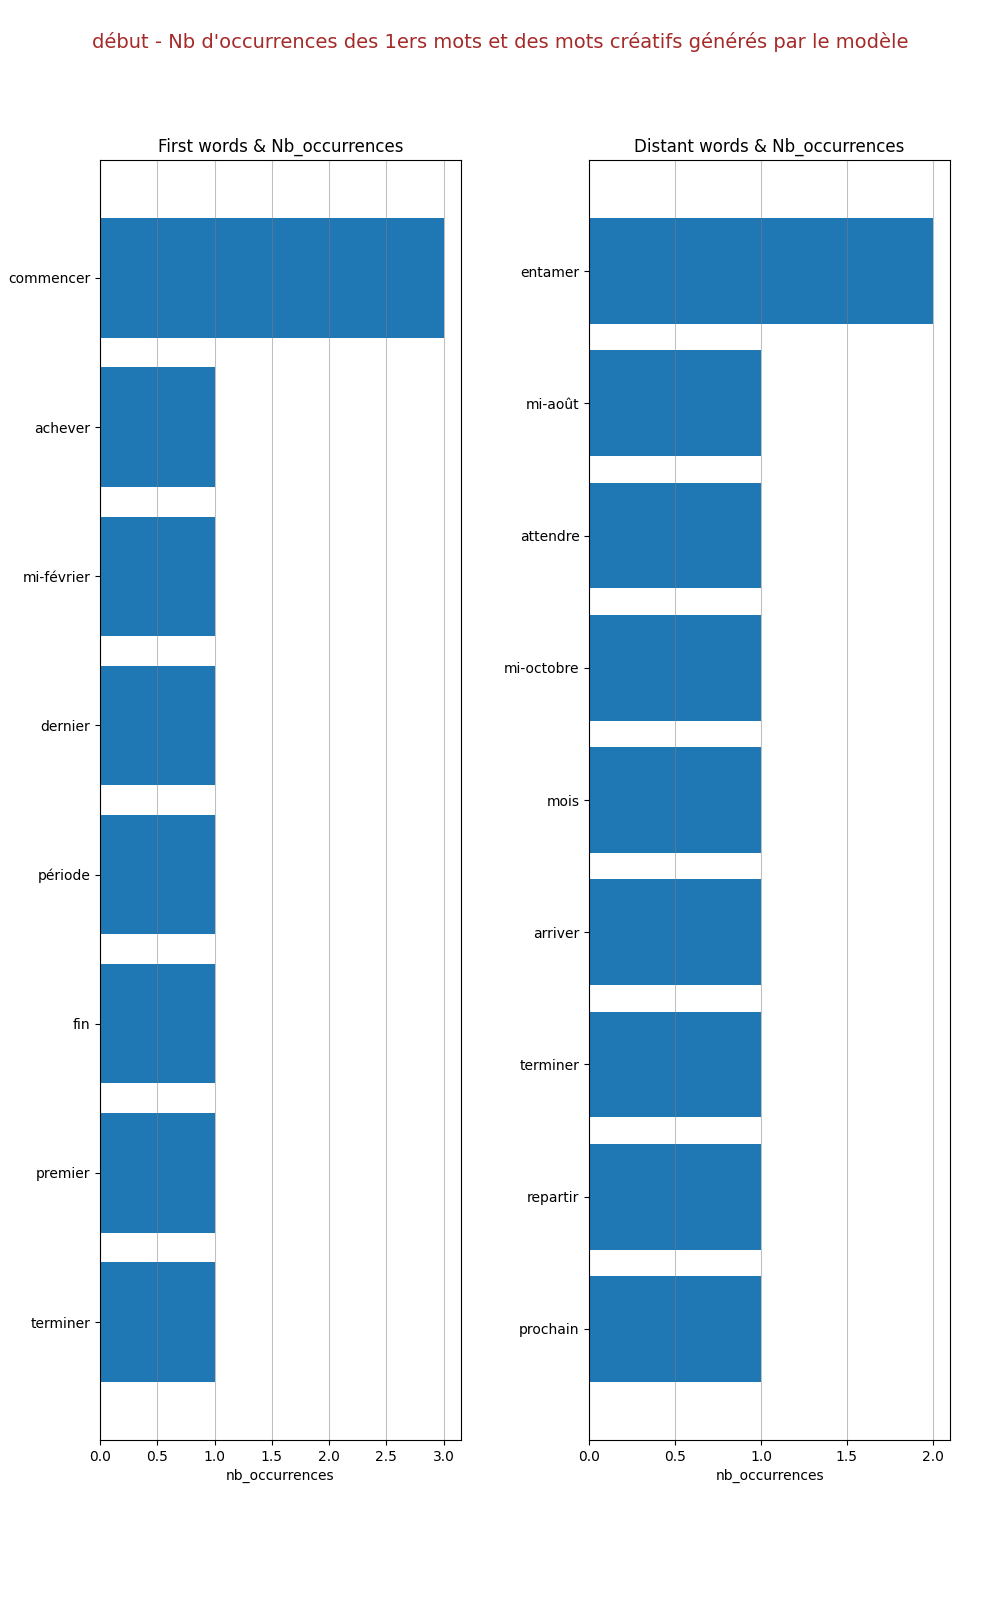 début - Nb d'occurrences des 1ers mots et des mots créatifs générés par le modèle
First words & Nb_occurrences
commencer
achever
mi-février
dernier
période
fin
premier
terminer
0.0 0.5 1.0 1.5 2.0 2.5 3.0
nb_occurrences
Distant words & Nb_occurrences
entamer
mi-août
attendre
mi-octobre
mois
arriver
terminer
repartir
prochain
0.0 0.5 1.0 1.5 2.0
nb_occurrences